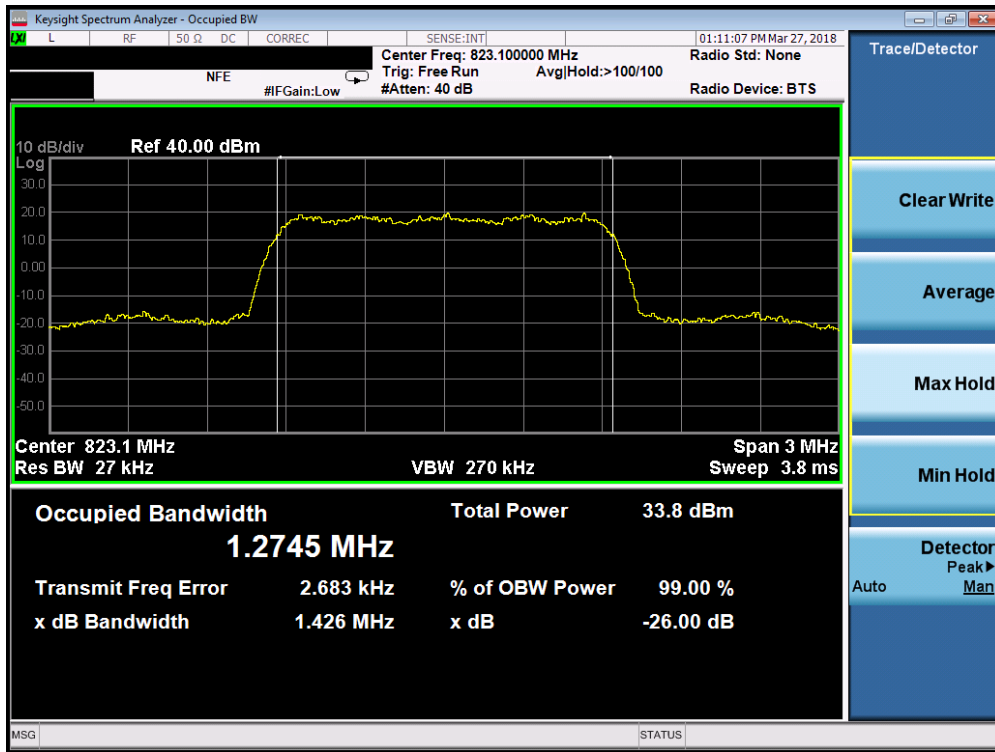 Keysight Spectrum Analyzer - Occupied BW
LXI L RF 50 Ω DC CORREC SENSE:INT 01:11:07 PM Mar 27, 2018
Center Freq: 823.100000 MHz Radio Std: None
NFE Trig: Free Run Avg|Hold:>100/100
#IFGain:Low #Atten: 40 dB Radio Device: BTS
10 dB/div Ref 40.00 dBm
Log
30.0
20.0
10.0
0.00
-10.0
-20.0
-30.0
-40.0
-50.0
Center 823.1 MHz Span 3 MHz
Res BW 27 kHz VBW 270 kHz Sweep 3.8 ms
Occupied Bandwidth Total Power 33.8 dBm
1.2745 MHz
Transmit Freq Error 2.683 kHz % of OBW Power 99.00 %
x dB Bandwidth 1.426 MHz x dB -26.00 dB
MSG STATUS
Trace/Detector
Clear Write
Average
Max Hold
Min Hold
Detector
Peak▶
Auto Man